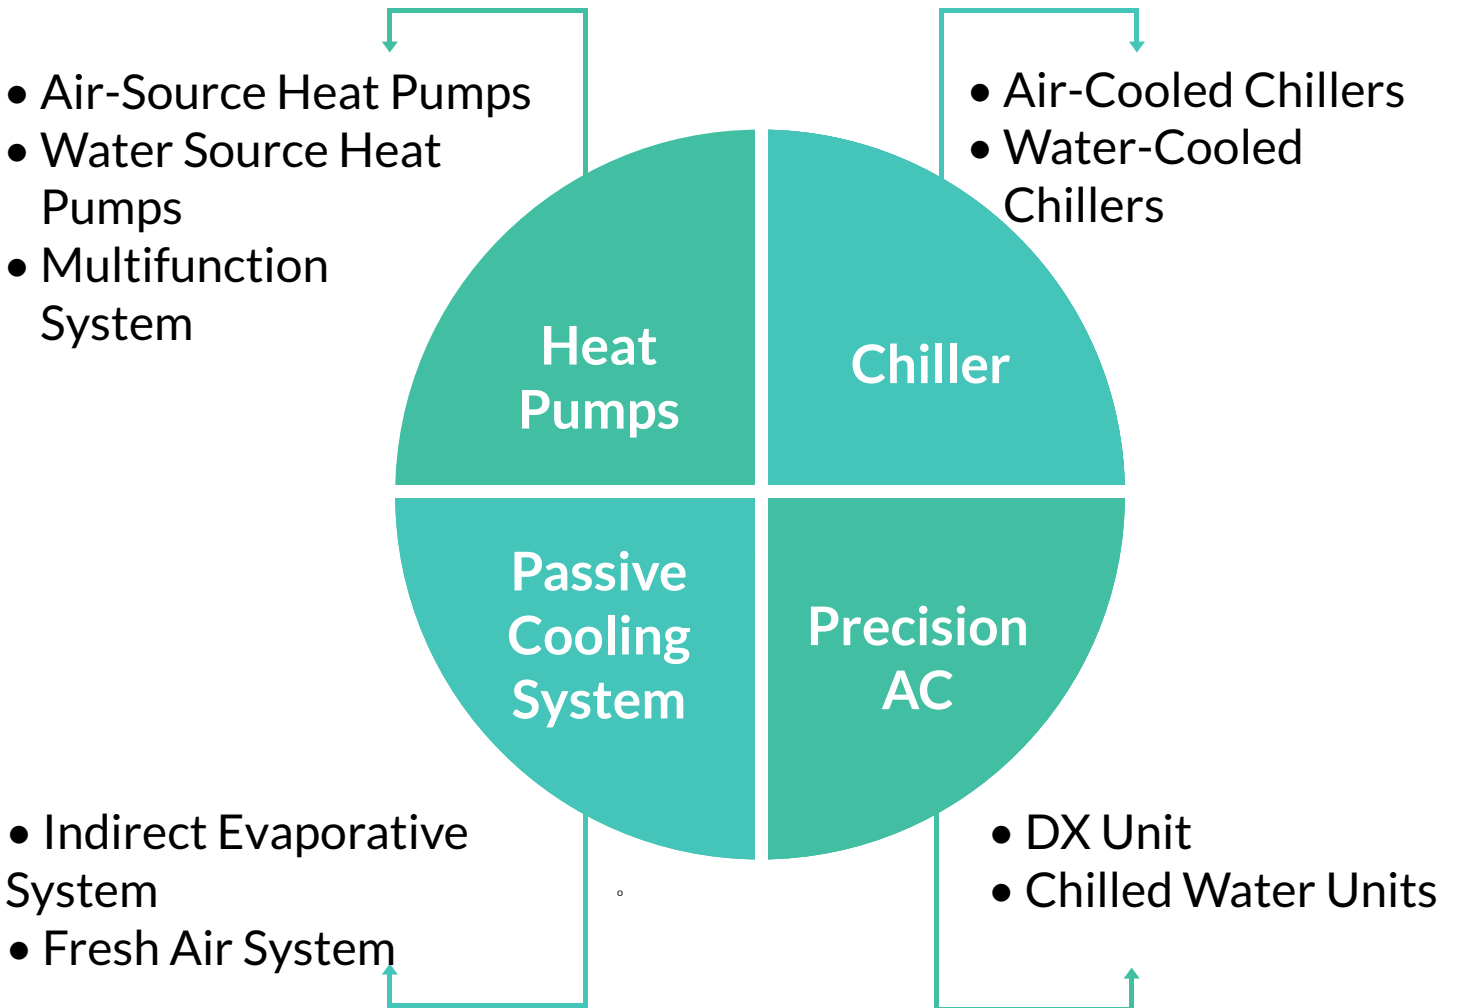 • Air-Source Heat Pumps
• Water Source Heat
Pumps
• Multifunction
System
• Air-Cooled Chillers
• Water-Cooled
Chillers
Heat
Pumps
Chiller
Passive
Cooling
System
Precision
AC
• Indirect Evaporative
System
• Fresh Air System
。
• DX Unit
• Chilled Water Units